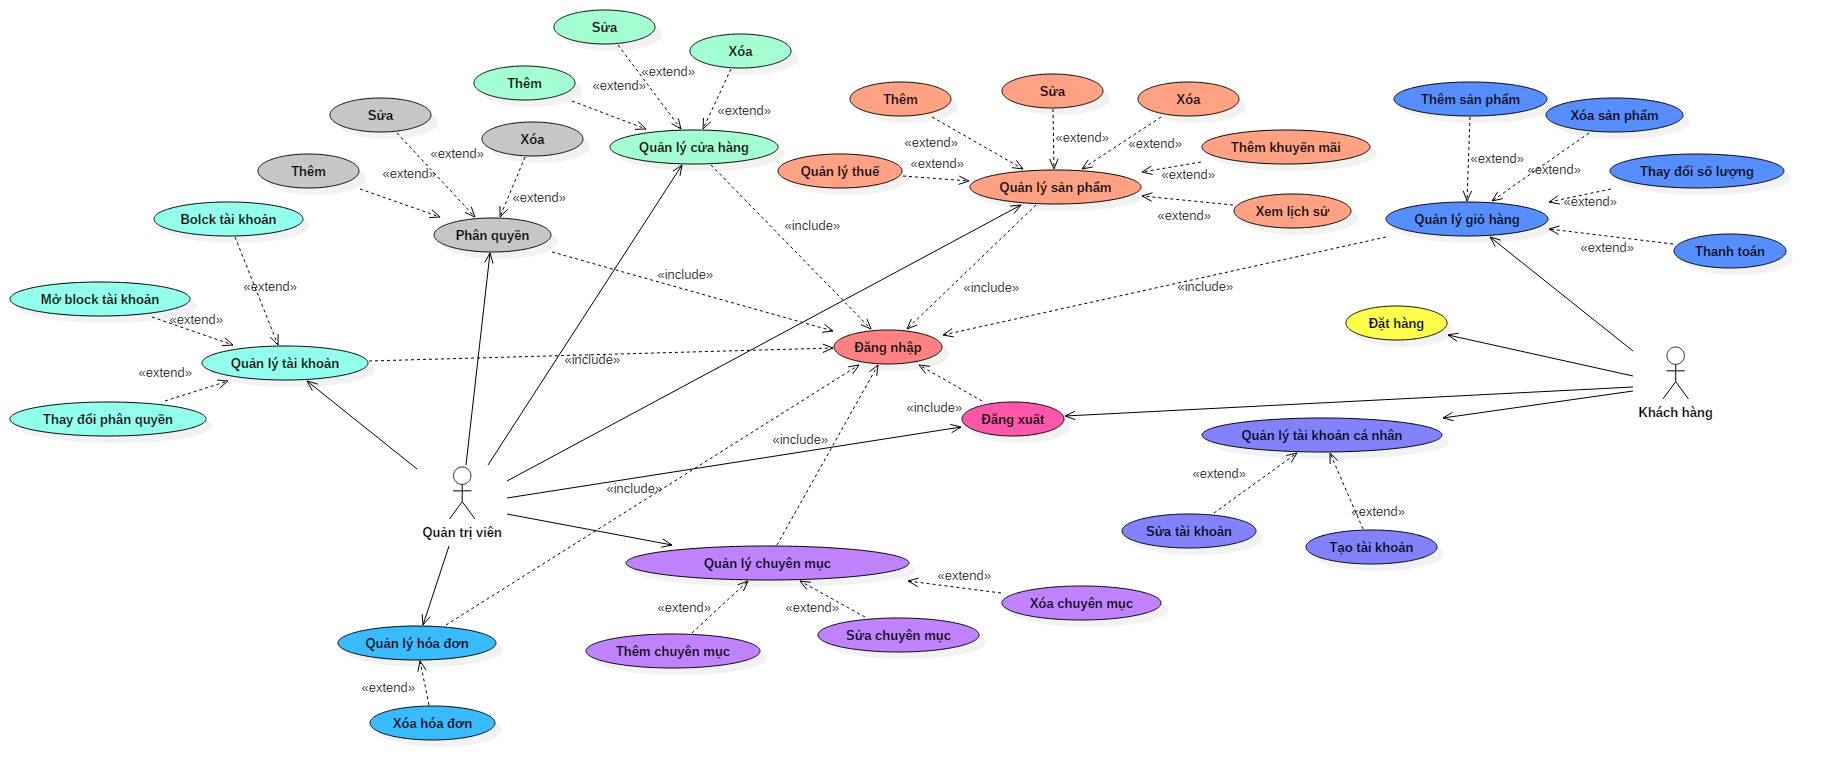 Sửa
Xóa
«extend»
Thêm
«extend»
«extend»
Quản lý cửa hàng
Sửa
Xóa
«extend»
Thêm
«extend»
«extend»
Phân quyền
Thêm
Sửa
Xóa
«extend»
«extend»
«extend»
Thêm khuyến mãi
Quản lý thuế
«extend»
«extend»
Quản lý sản phẩm
Xem lịch sử
«extend»
Thêm sản phẩm
Xóa sản phẩm
«extend»
«extend»
Thay đổi số lượng
«extend»
Quản lý giỏ hàng
«extend»
Thanh toán
Bolck tài khoản
«extend»
Mở block tài khoản
«extend»
Quản lý tài khoản
«extend»
Thay đổi phân quyền
«include»
«include»
«include»
«include»
«include»
Đăng nhập
«include»
Đăng xuất
«include»
«include»
Đặt hàng
Khách hàng
Quản lý tài khoản cá nhân
«extend»
«extend»
Sửa tài khoản
Tạo tài khoản
Quản trị viên
Quản lý chuyên mục
«extend»
«extend»
«extend»
Xóa chuyên mục
Sửa chuyên mục
Thêm chuyên mục
Quản lý hóa đơn
«extend»
Xóa hóa đơn